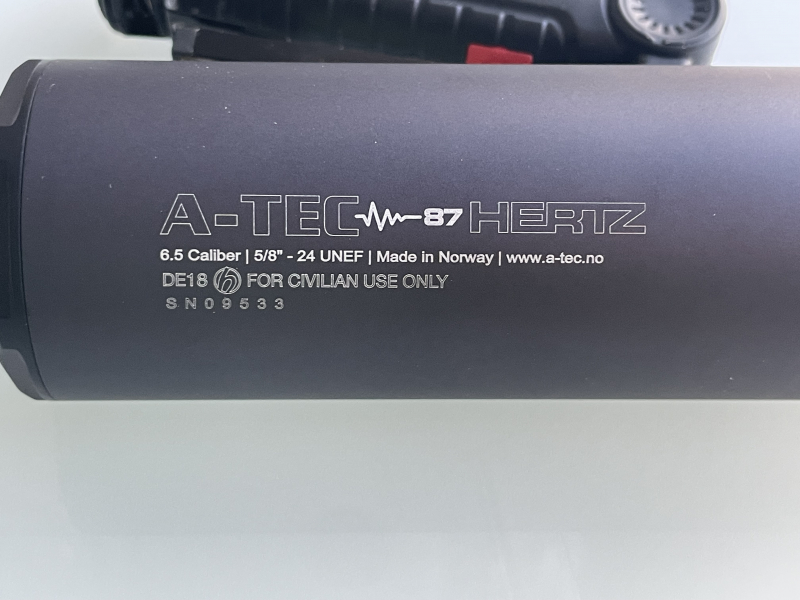 A-TEC 87 HERTZ
6.5 Caliber | 5/8" - 24 UNEF | Made in Norway | www.a-tec.no
DE18 FOR CIVILIAN USE ONLY
SN09533